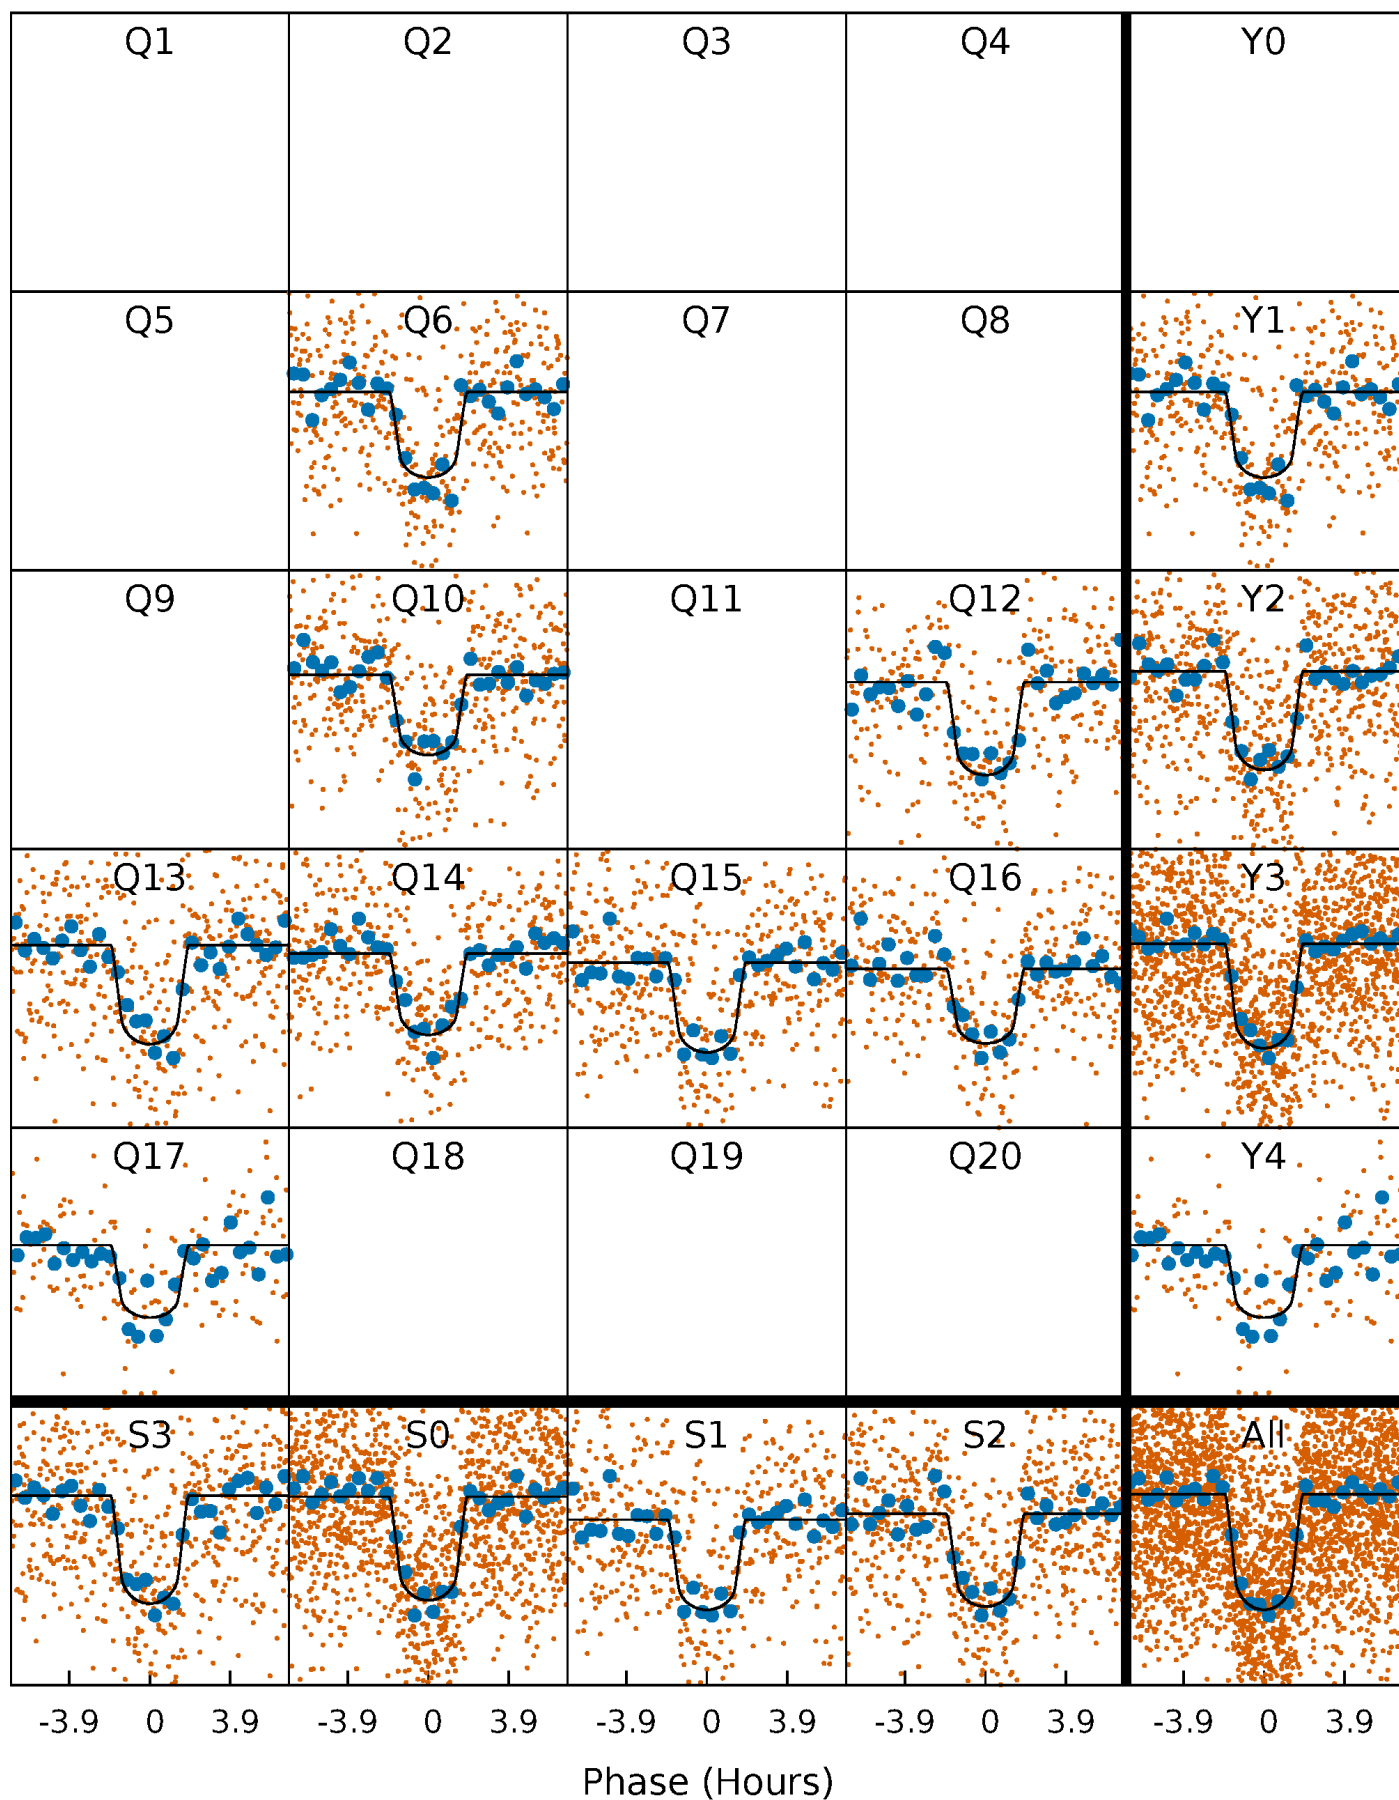 Q1 Q2 Q3 Q4 Y0
Q5 Q6 Q7 Q8 Y1
Q9 Q10 Q11 Q12 Y2
Q13 Q14 Q15 Q16 Y3
Q17 Q18 Q19 Q20 Y4
S3 S0 S1 S2 All
-3.9 0 3.9 -3.9 0 3.9 -3.9 0 3.9 -3.9 0 3.9 -3.9 0 3.9
Phase (Hours)